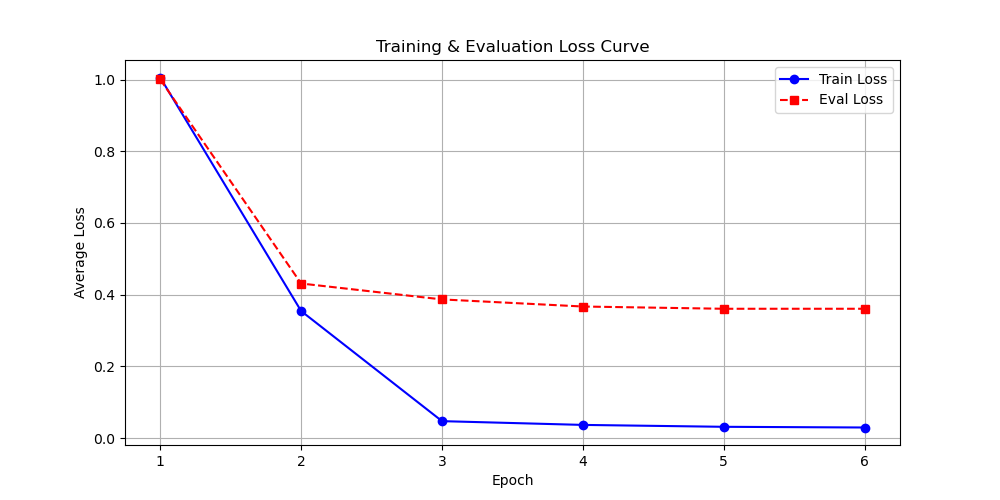 Training & Evaluation Loss Curve
Train Loss
Eval Loss
1.0
0.8
0.6
0.4
0.2
0.0
Average Loss
1 2 3 4 5 6
Epoch